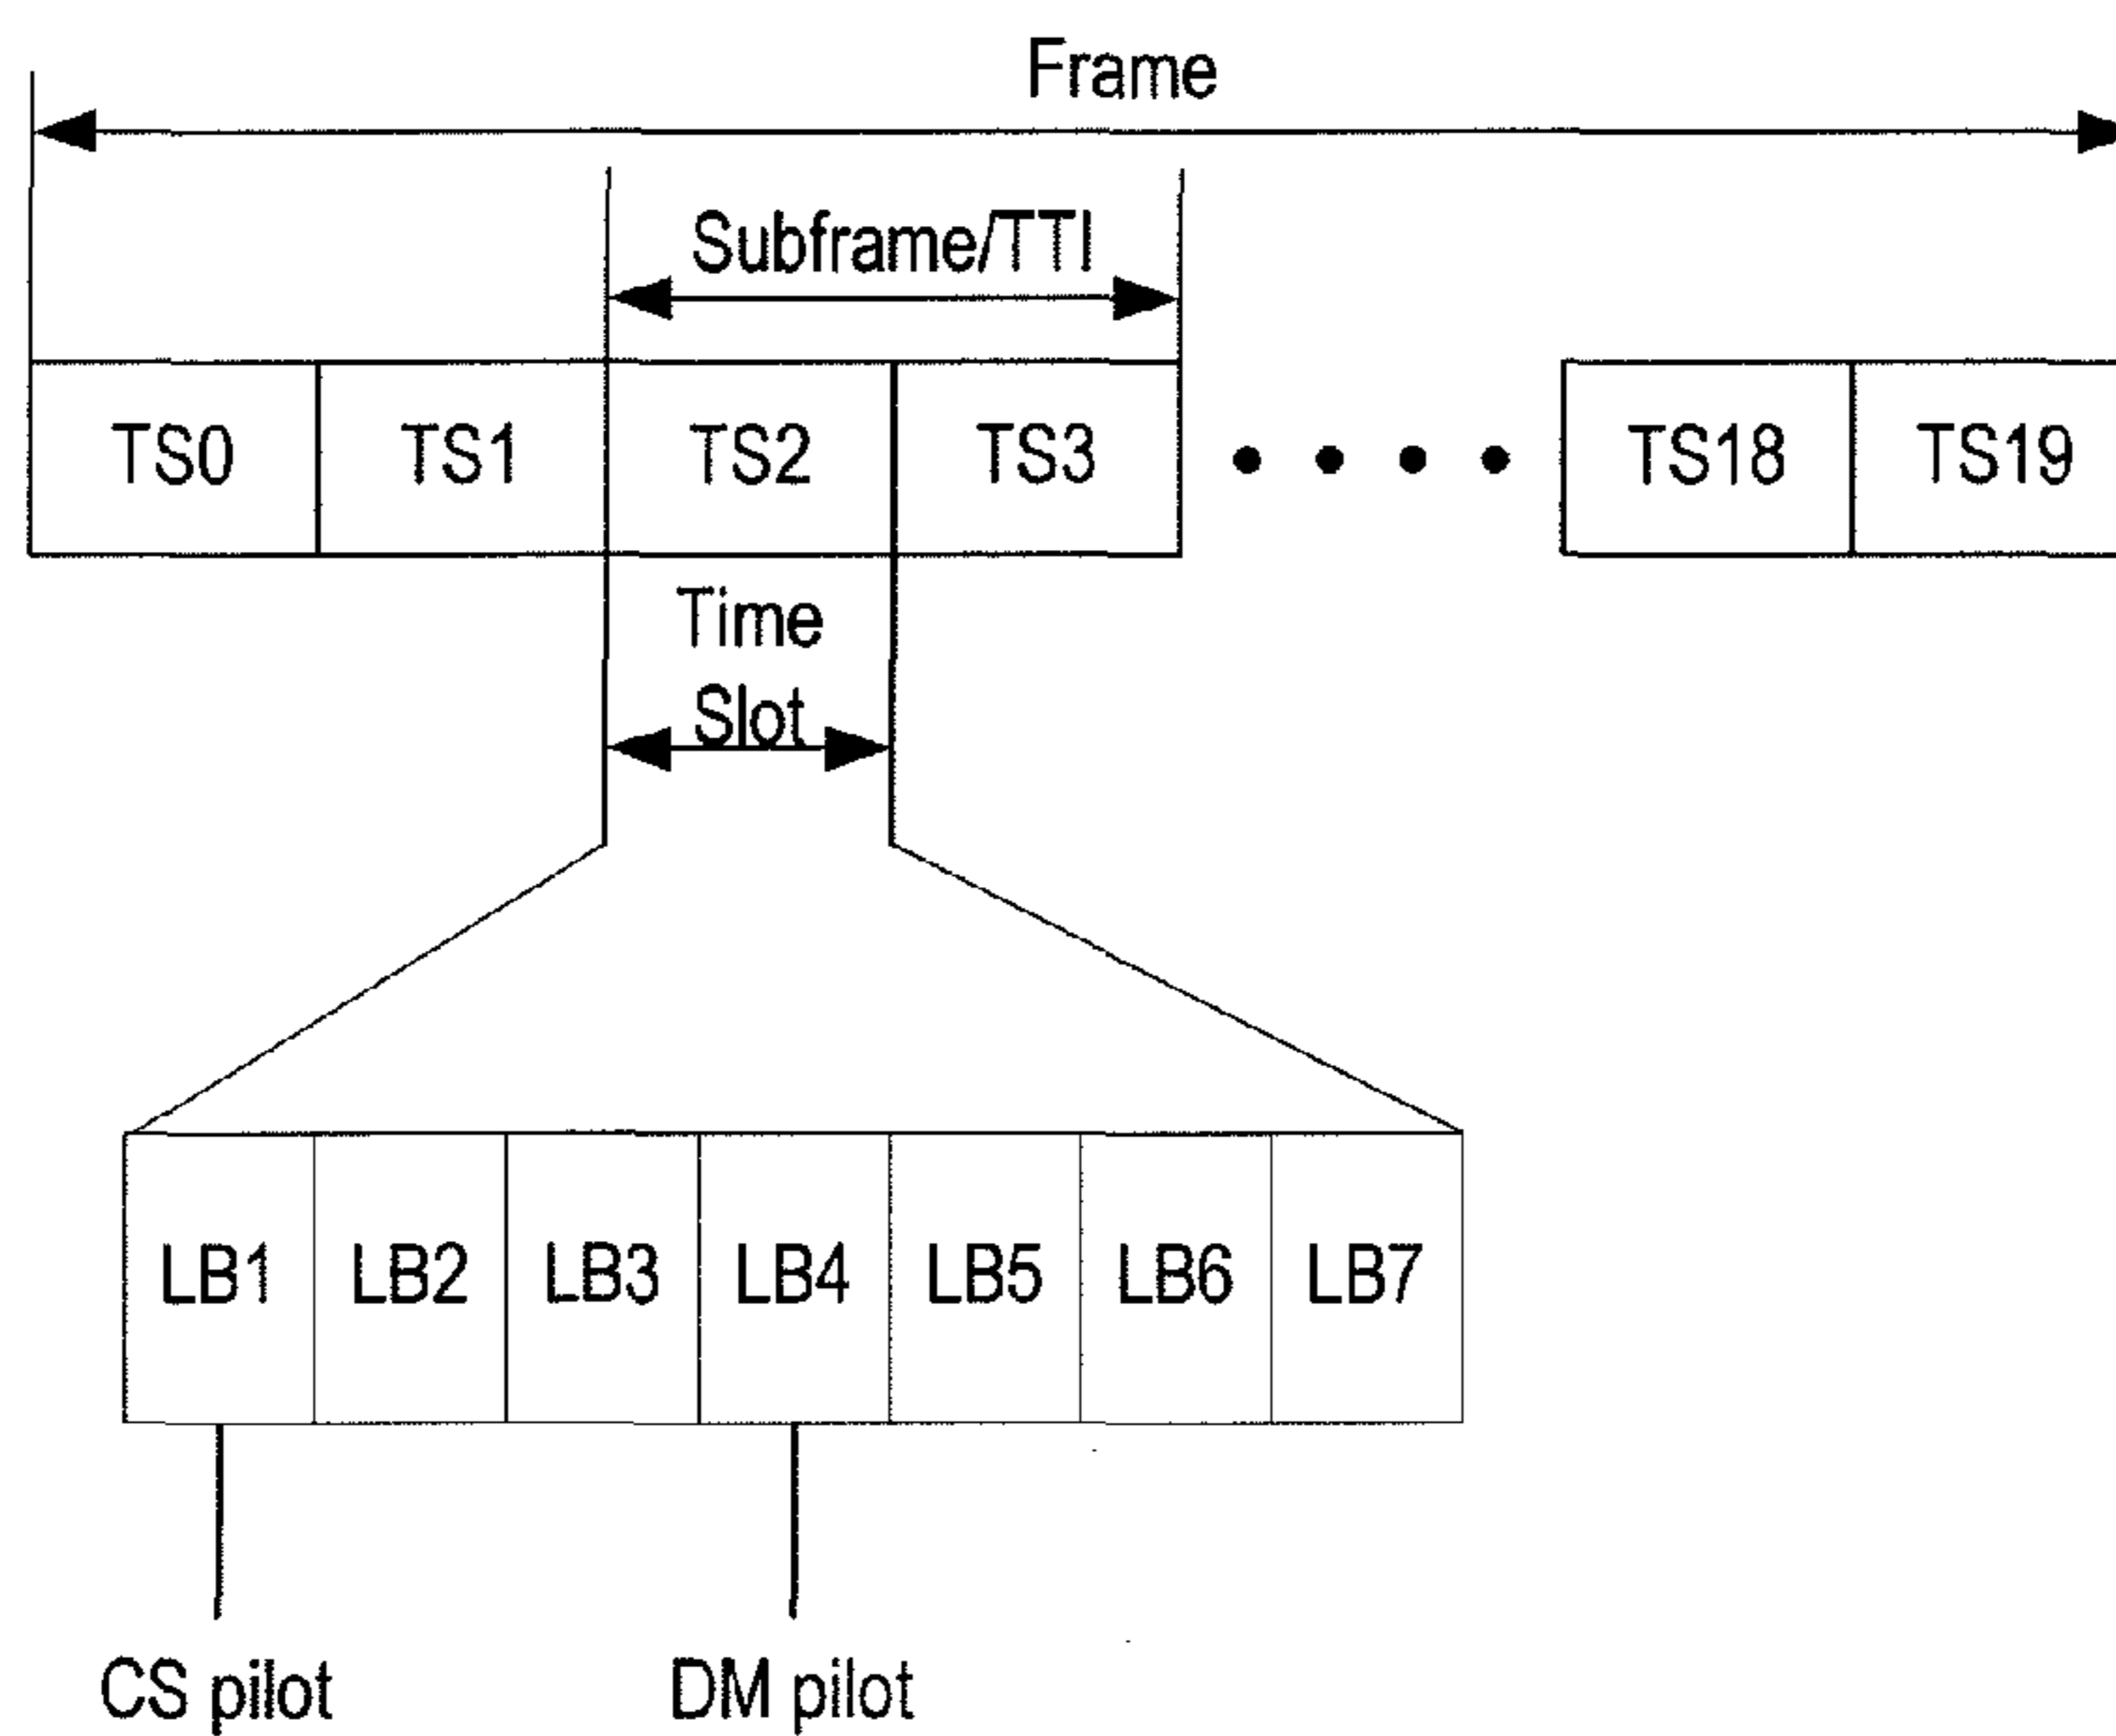 Frame
Subframe/TTI
TS0 TS1 TS2 TS3 TS18 TS19
Time
Slot
LB1 LB2 LB3 LB4 LB5 LB6 LB7
CS pilot DM pilot